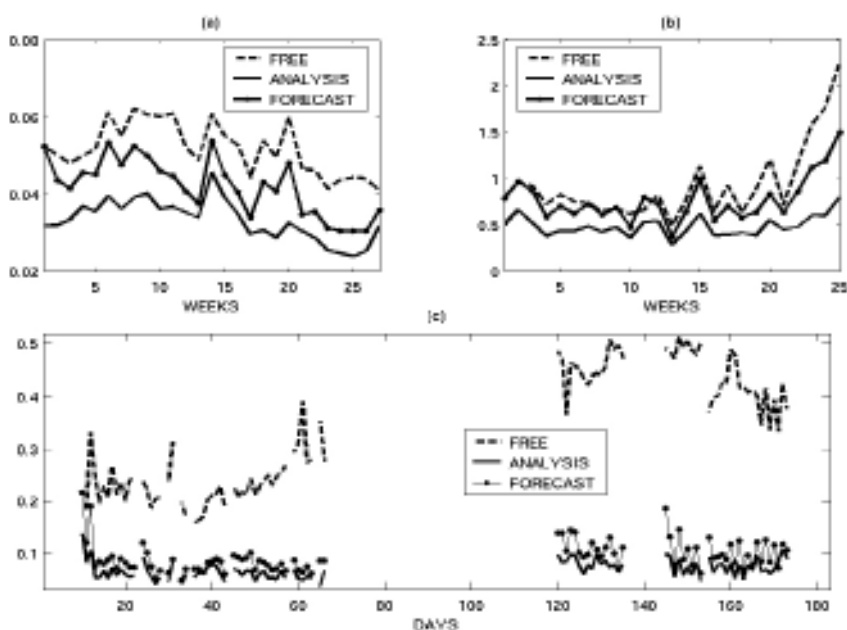 (a)
0.08
0.06
0.04
0.02
FREE
ANALYSIS
FORECAST
5 10 15 20 25
WEEKS
(b)
2.5
2
1.5
1
0.5
0
FREE
ANALYSIS
FORECAST
5 10 15 20 25
WEEKS
(c)
0.5
0.4
0.3
0.2
0.1
FREE
ANALYSIS
FORECAST
20 40 60 80 100 120 140 160 180
DAYS